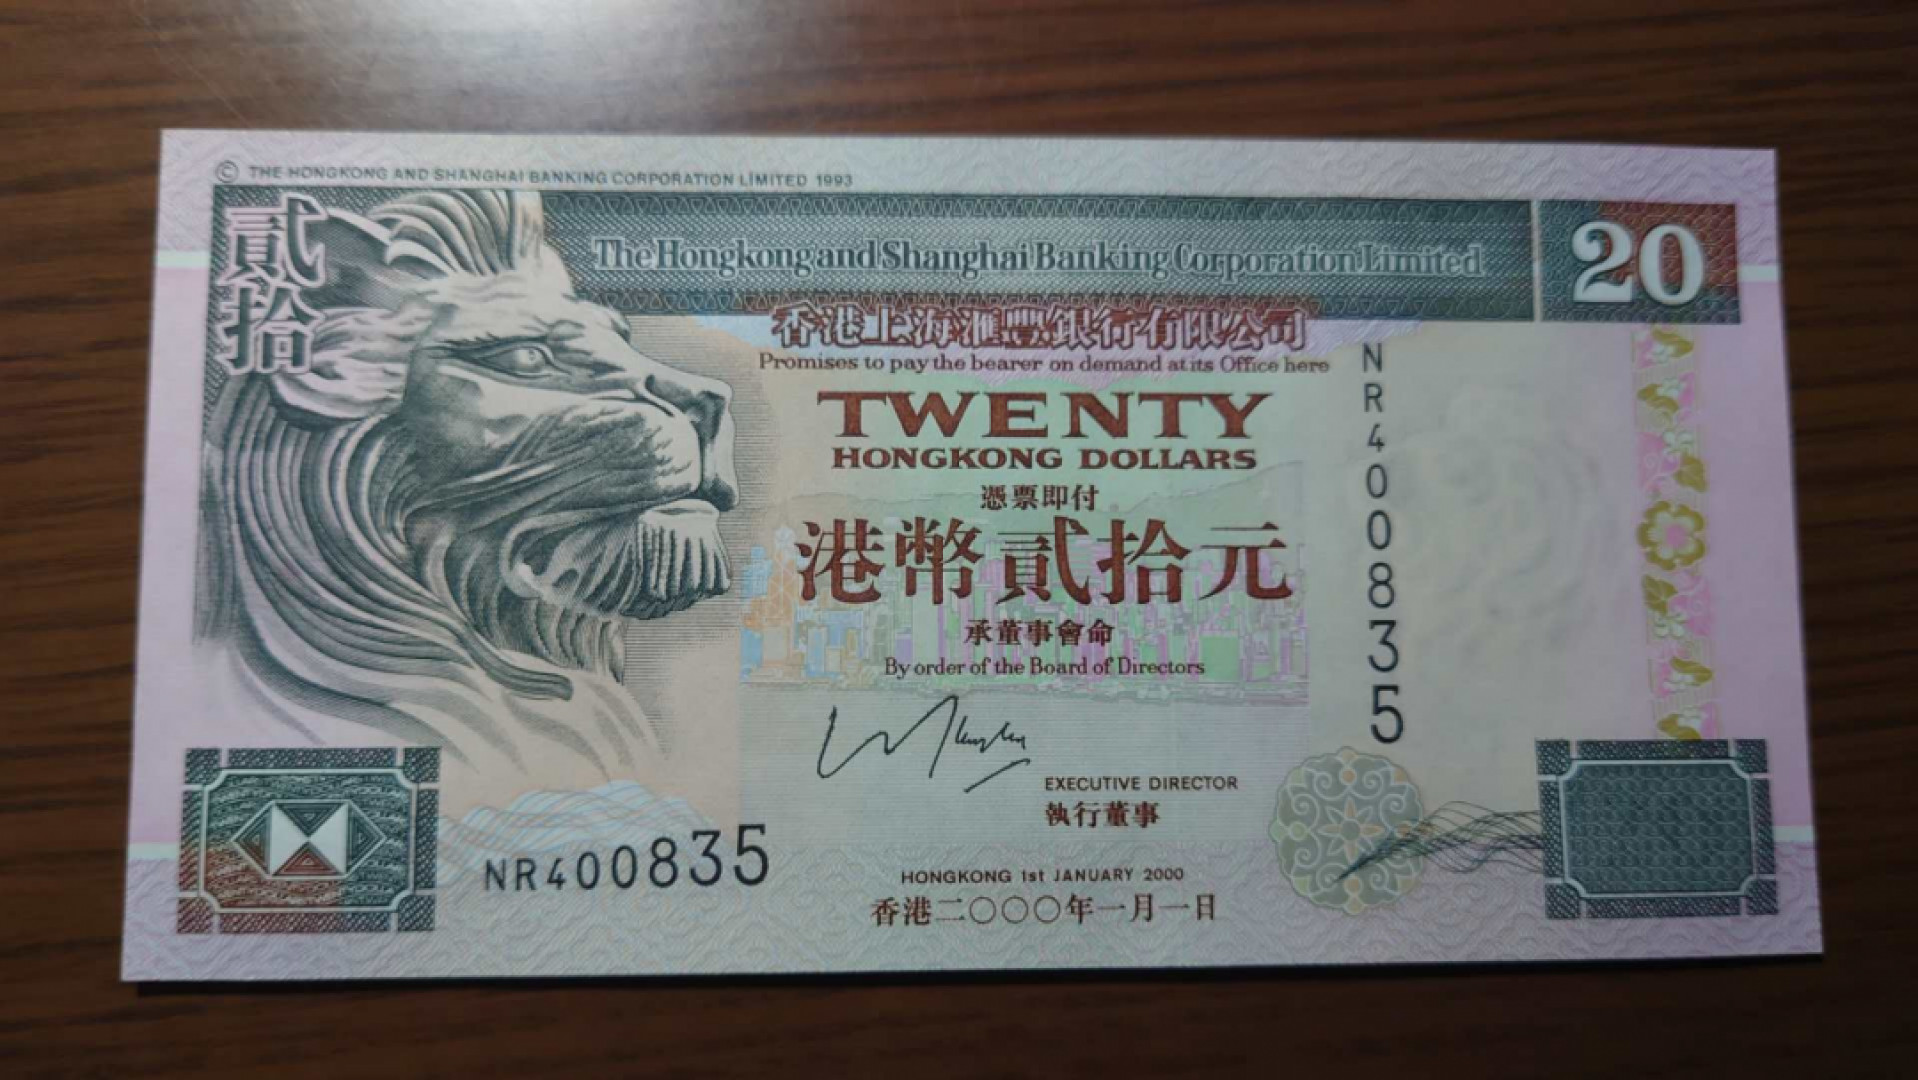 © THE HONGKONG AND SHANGHAI BANKING CORPORATION LIMITED 1993
貳拾
The Hongkong and Shanghai Banking Corporation Limited
20
香港上海滙豐銀行有限公司
Promises to pay the bearer on demand at its Office here
TWENTY
HONGKONG DOLLARS
憑票即付
港幣貳拾元
承董事會命
By order of the Board of Directors
NR400835
EXECUTIVE DIRECTOR
執行董事
NR400835
HONGKONG 1st JANUARY 2000
香港二〇〇〇年一月一日